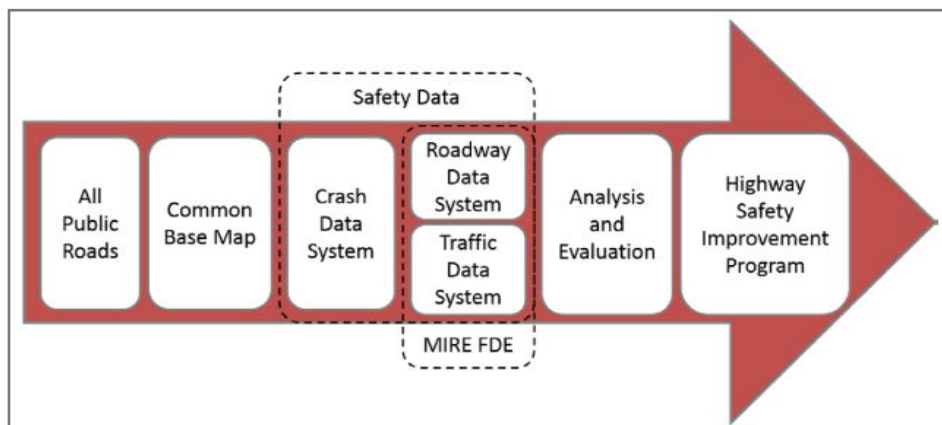 Safety Data
All
Public
Roads
Common
Base Map
Crash
Data
System
Roadway
Data
System
Traffic
Data
System
Analysis
and
Evaluation
Highway
Safety
Improvement
Program
MIRE FDE